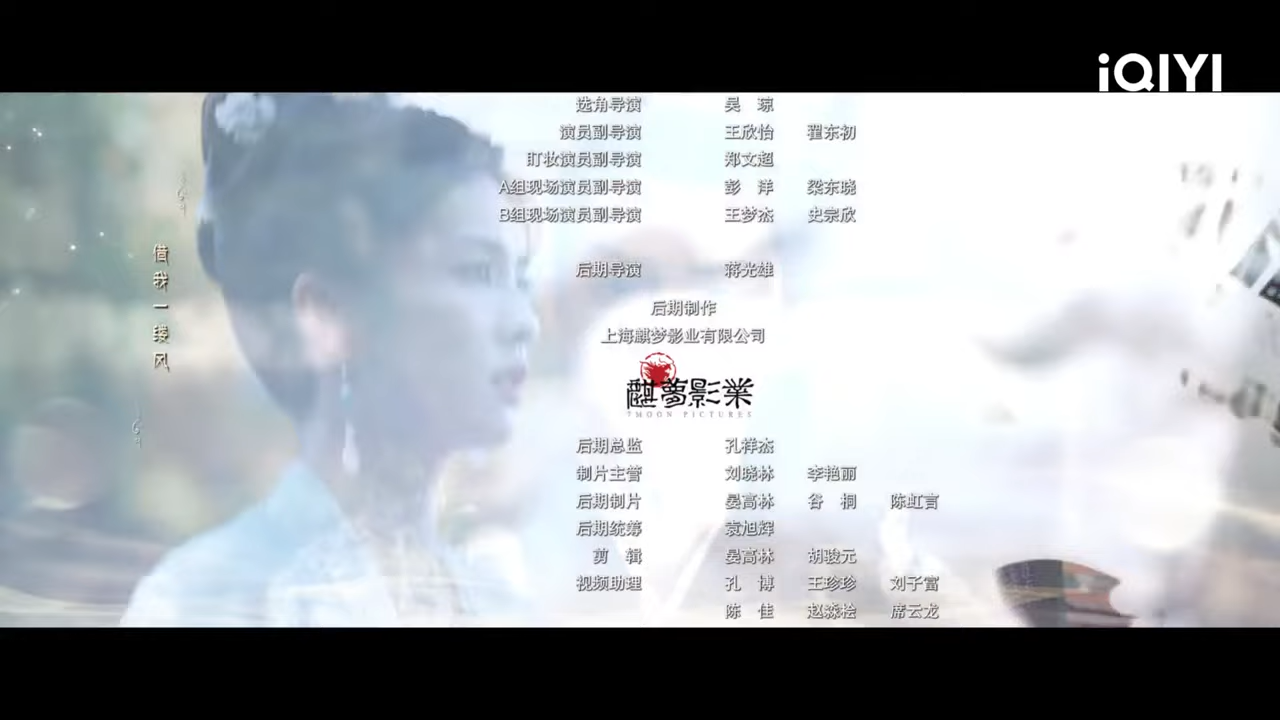 iQIYI
选角导演 吴 琼
演员副导演 王欣怡 翟东初
盯妆演员副导演 郑文超
A组现场演员副导演 彭 洋 梁东晓
B组现场演员副导演 王梦杰 史宗欣
借我一缕风
后期导演 蒋光雄
后期制作
上海麒梦影业有限公司
麒夢影業
7MOON PICTURES
后期总监 孔祥杰
制片主管 刘晓林 李艳丽
后期制片 晏高林 谷 桐 陈虹言
后期统筹 袁旭辉
剪 辑 晏高林 胡骏元
视频助理 孔 博 王珍珍 刘子富
陈 佳 赵淼桧 席云龙